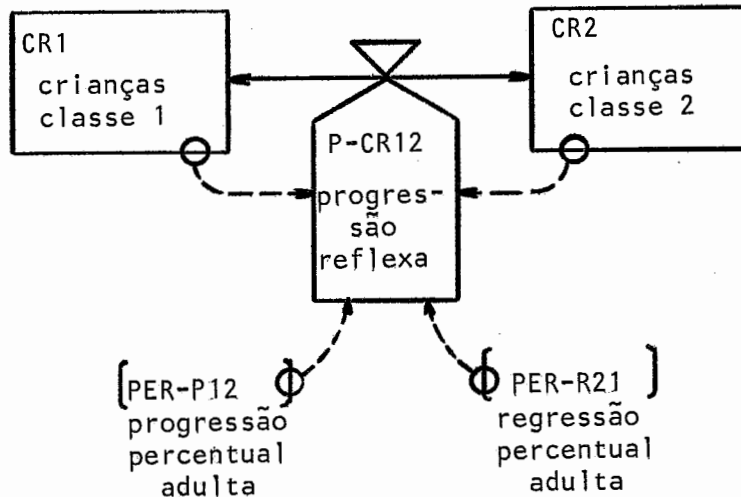 CR1
crianças
classe 1
CR2
crianças
classe 2
P-CR12
progres-
são
reflexa
PER-P12
progressão
percentual
adulta
PER-R21
regressão
percentual
adulta